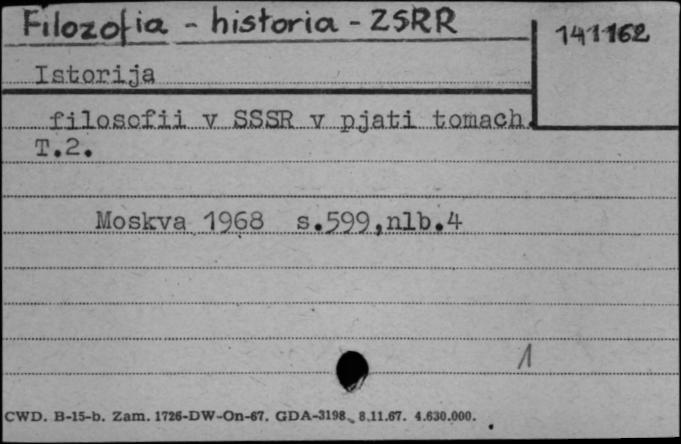 Filozofia - historia - ZSRR
141162
Istorija
filosofii v SSSR v pjati tomach.
T.2.
Moskva 1968 s.599,nlb.4
1
CWD. B-15-b. Zam. 1726-DW-On-67. GDA-3198. 8.11.67. 4.630.000.